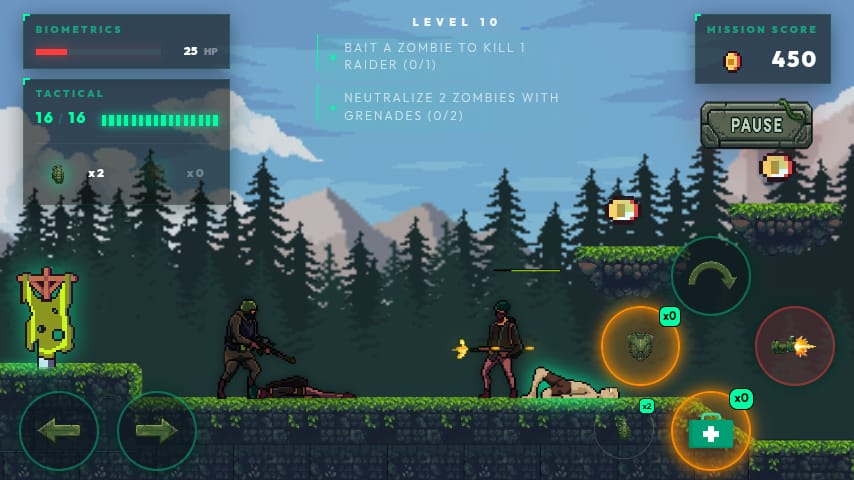 BIOMETRICS
25 HP
TACTICAL
16 / 16
x2
x0
LEVEL 10
BAIT A ZOMBIE TO KILL 1
RAIDER (0/1)
NEUTRALIZE 2 ZOMBIES WITH
GRENADES (0/2)
MISSION SCORE
450
PAUSE
x0
x2
x0